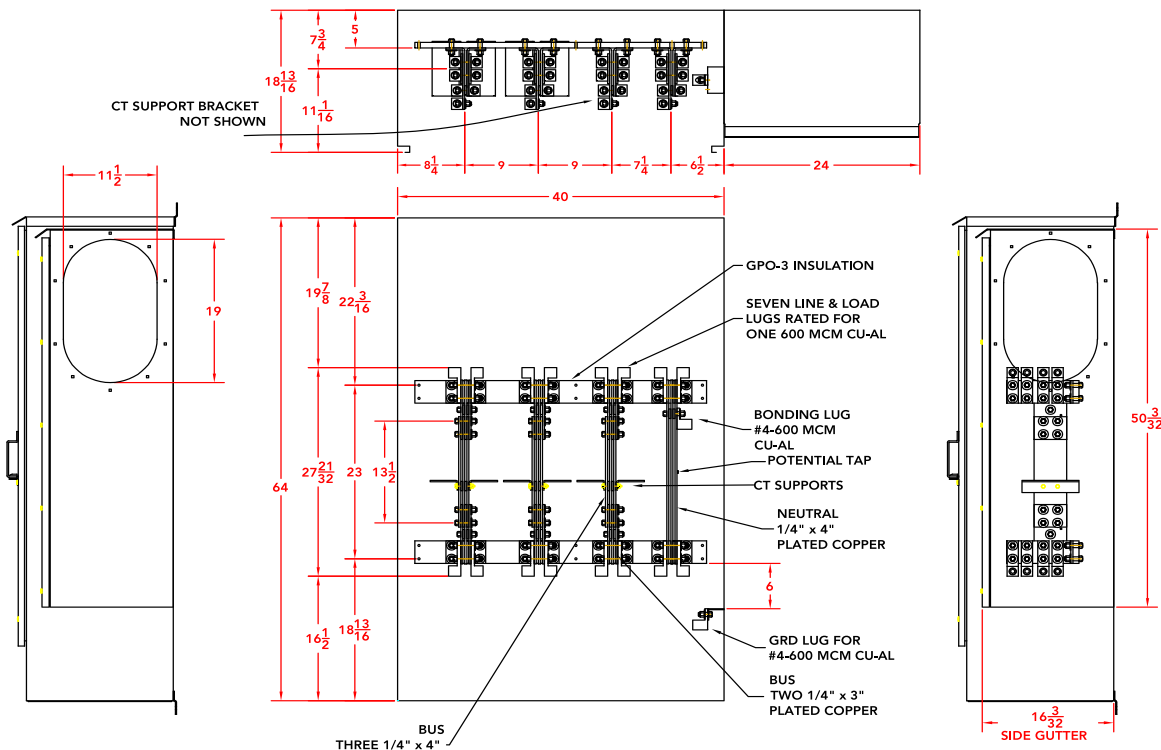 5
7 3/4
18 13/16
11 1/16
CT SUPPORT BRACKET
NOT SHOWN
8 1/4
9
9
7 1/4
6 1/2
24
40
11 1/2
19
19 7/8
22 3/16
GPO-3 INSULATION
SEVEN LINE & LOAD
LUGS RATED FOR
ONE 600 MCM CU-AL
BONDING LUG
#4-600 MCM
CU-AL
POTENTIAL TAP
CT SUPPORTS
NEUTRAL
1/4" x 4"
PLATED COPPER
64
27 21/32
23
13 1/2
6
16 1/2
18 13/16
GRD LUG FOR
#4-600 MCM CU-AL
BUS
TWO 1/4" x 3"
PLATED COPPER
BUS
THREE 1/4" x 4"
50 3/32
16 3/32
SIDE GUTTER